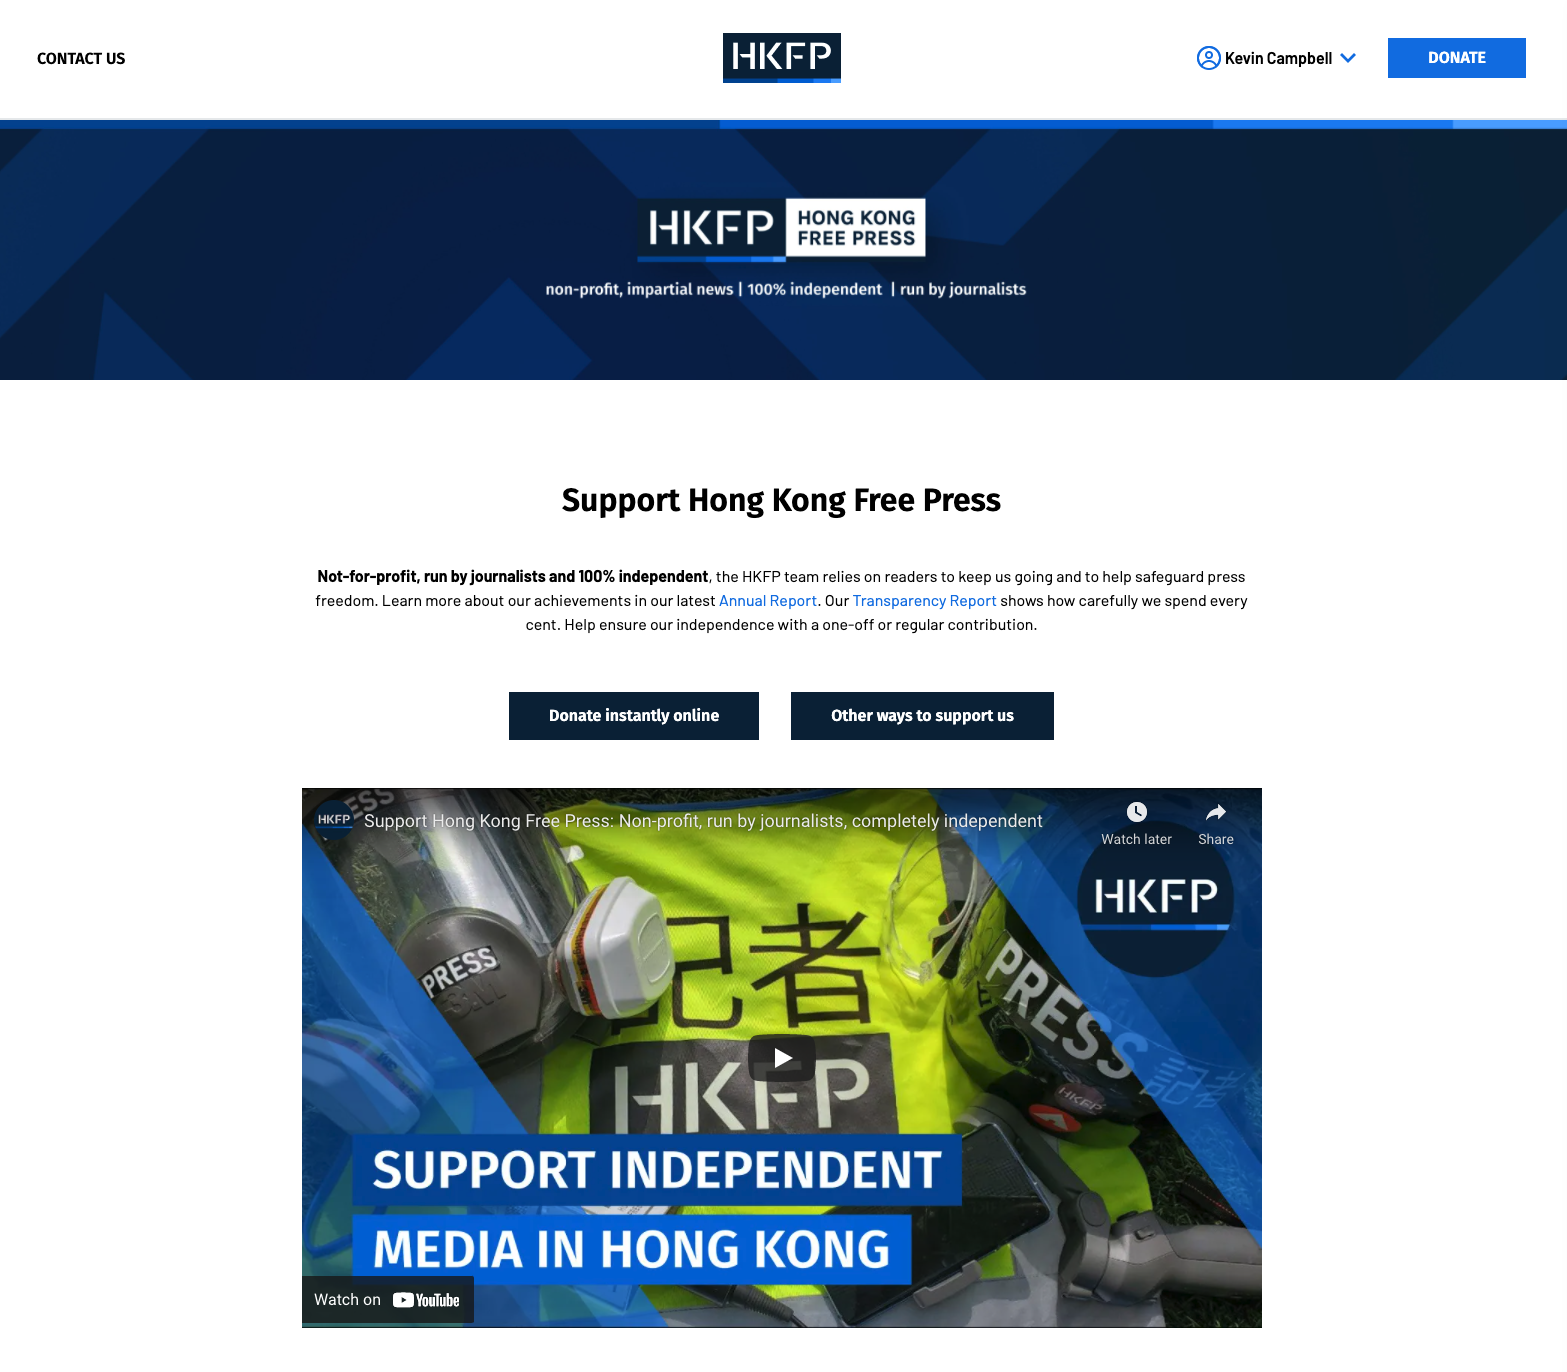 CONTACT US
HKFP
Kevin Campbell
DONATE
HKFP
HONG KONG
FREE PRESS
non-profit, impartial news | 100% independent | run by journalists
Support Hong Kong Free Press
Not-for-profit, run by journalists and 100% independent, the HKFP team relies on readers to keep us going and to help safeguard press
freedom. Learn more about our achievements in our latest Annual Report. Our Transparency Report shows how carefully we spend every
cent. Help ensure our independence with a one-off or regular contribution.
Donate instantly online
Other ways to support us
ESS
HKFP
Support Hong Kong Free Press: Non-profit, run by journalists, completely independent
Watch later
Share
HKFP
記者
PRESS
3M
PRESS
記者
HKFP
HKFP
SUPPORT INDEPENDENT
MEDIA IN HONG KONG
Watch on YouTube